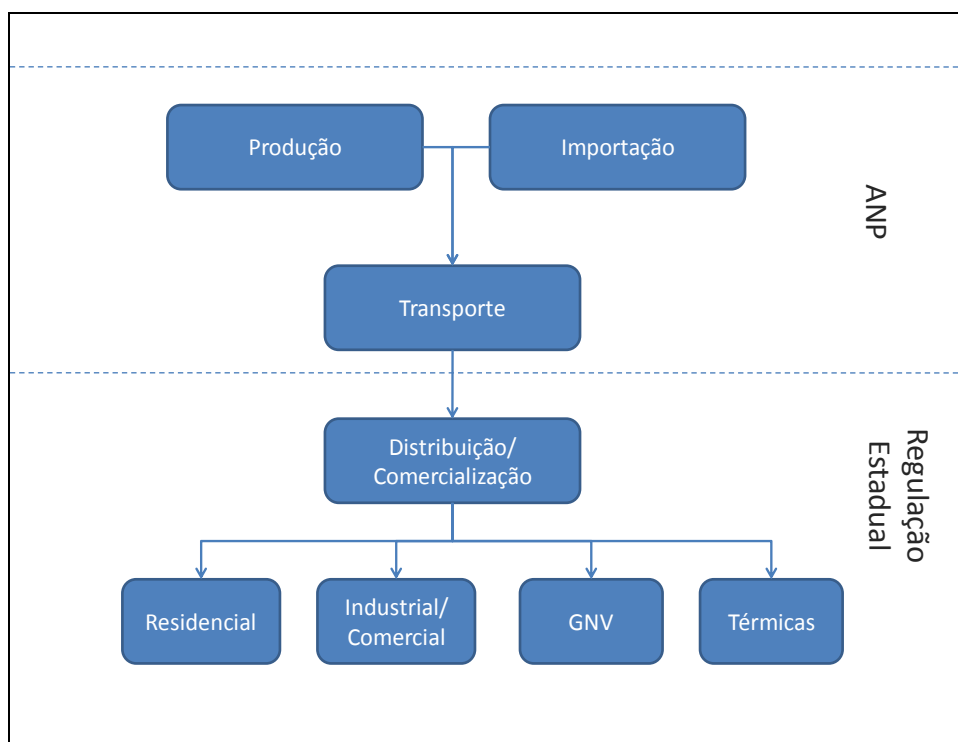 Produção
Importação
ANP
Transporte
Distribuição/
Comercialização
Regulação
Estadual
Residencial
Industrial/
Comercial
GNV
Térmicas